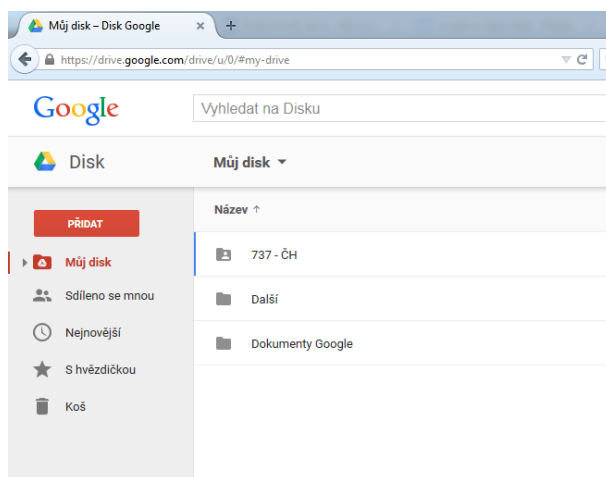 Můj disk – Disk Google
https://drive.google.com/drive/u/0/#my-drive
Google
Vyhledat na Disku
Disk
Můj disk
PŘIDAT
Můj disk
Sdíleno se mnou
Nejnovější
S hvězdičkou
Koš
Název
737 - ČH
Další
Dokumenty Google